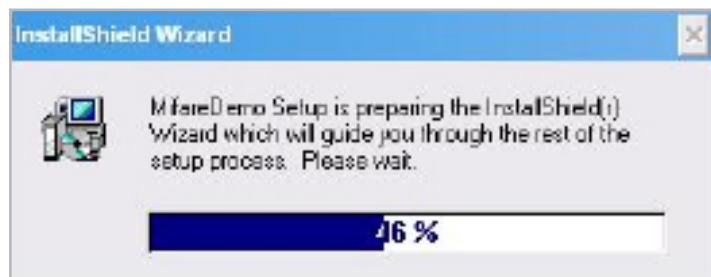 InstallShield Wizard
MifareDemo Setup is preparing the InstallShield(r)
Wizard which will guide you through the rest of the
setup process. Please wait.
46 %